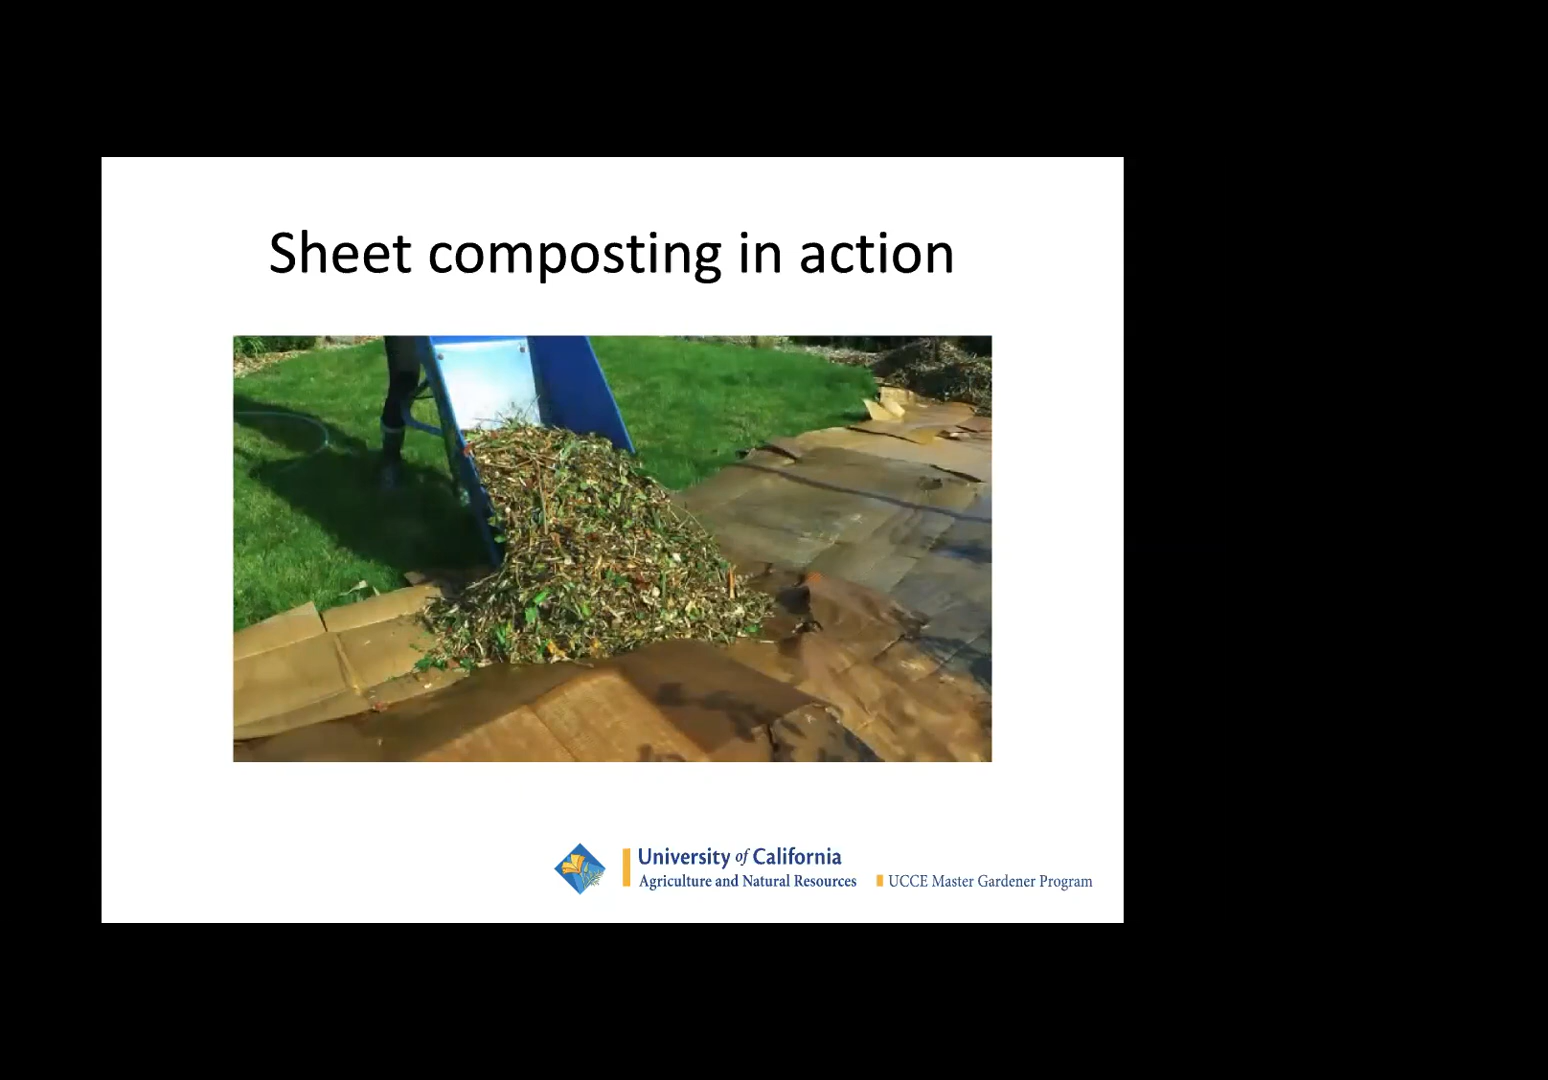 Sheet composting in action
University of California
Agriculture and Natural Resources
UCCE Master Gardener Program